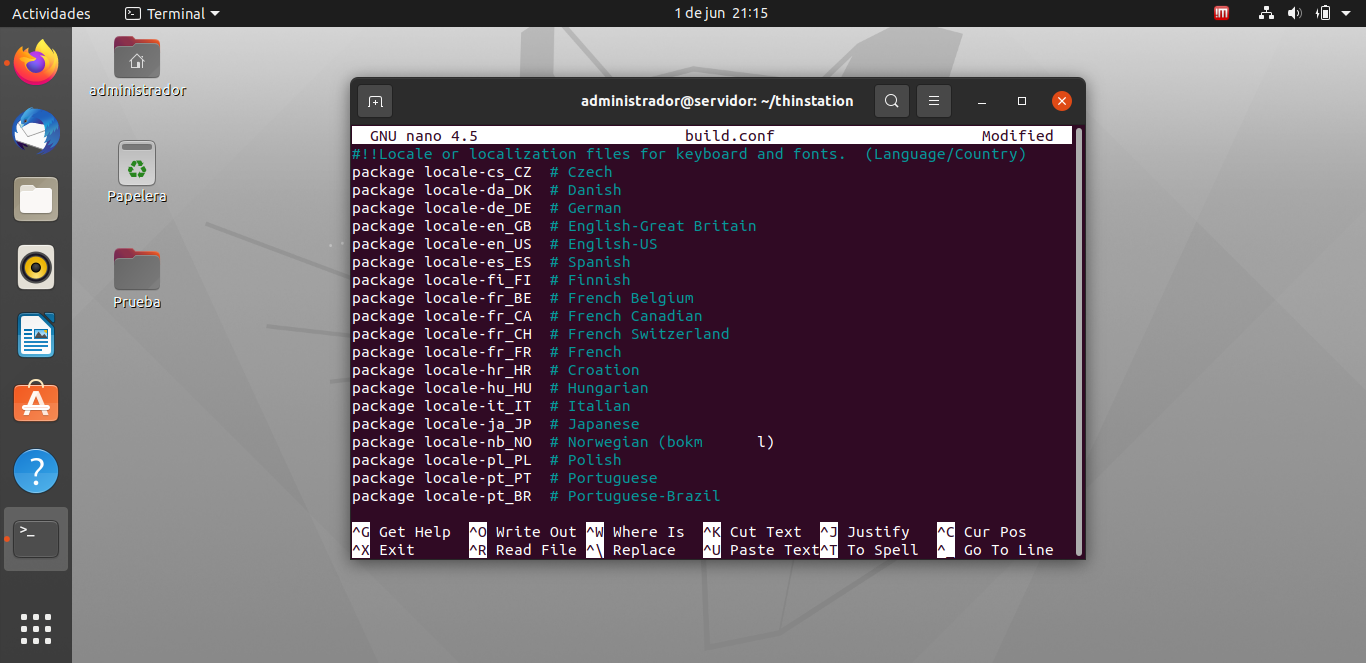 Actividades
Terminal
1 de jun 21:15
administrador
Papelera
Prueba
administrador@servidor: ~/thinstation
GNU nano 4.5 build.conf Modified
#!!Locale or localization files for keyboard and fonts. (Language/Country)
package locale-cs_CZ # Czech
package locale-da_DK # Danish
package locale-de_DE # German
package locale-en_GB # English-Great Britain
package locale-en_US # English-US
package locale-es_ES # Spanish
package locale-fi_FI # Finnish
package locale-fr_BE # French Belgium
package locale-fr_CA # French Canadian
package locale-fr_CH # French Switzerland
package locale-fr_FR # French
package locale-hr_HR # Croation
package locale-hu_HU # Hungarian
package locale-it_IT # Italian
package locale-ja_JP # Japanese
package locale-nb_NO # Norwegian (bokm l)
package locale-pl_PL # Polish
package locale-pt_PT # Portuguese
package locale-pt_BR # Portuguese-Brazil
^G Get Help ^O Write Out ^W Where Is ^K Cut Text ^J Justify ^C Cur Pos
^X Exit ^R Read File ^\ Replace ^U Paste Text ^T To Spell ^_ Go To Line